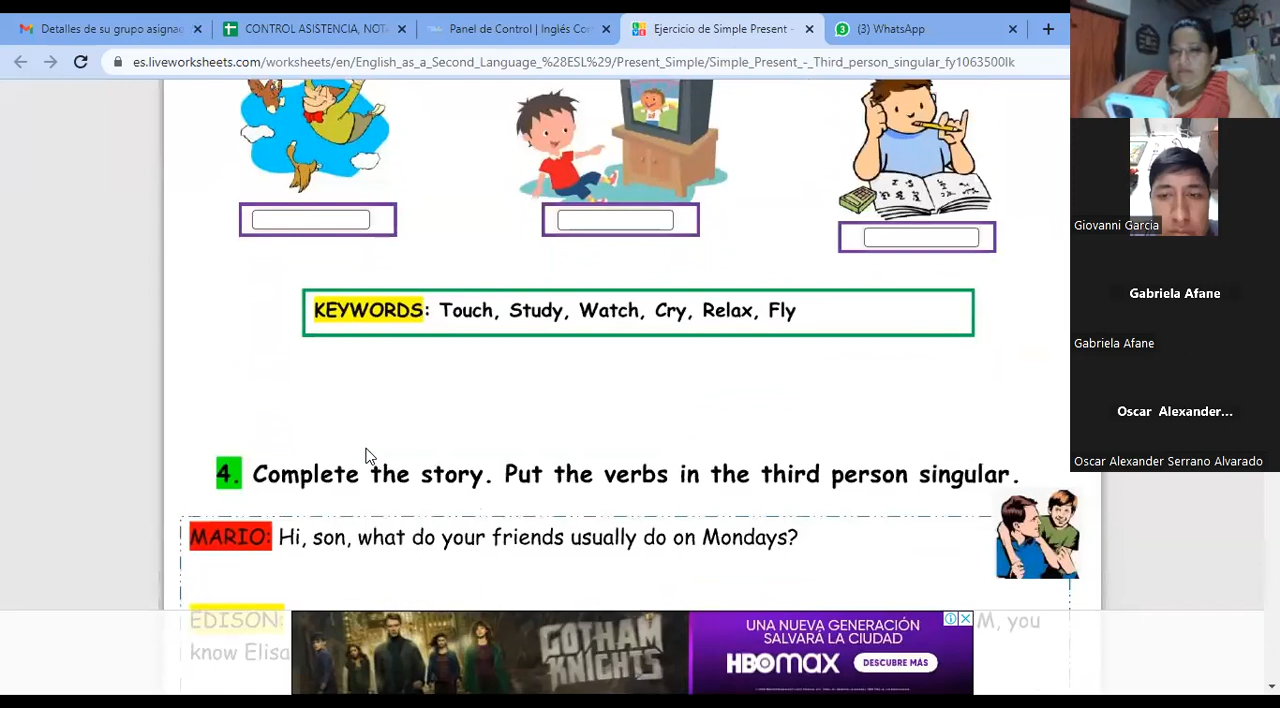 Detalles de su grupo asignac
CONTROL ASISTENCIA, NOT
Panel de Control | Inglés Cor
Ejercicio de Simple Present -
(3) WhatsApp
es.liveworksheets.com/worksheets/en/English_as_a_Second_Language_%28ESL%29/Present_Simple/Simple_Present_-_Third_person_singular_fy1063500lk
Giovanni Garcia
Gabriela Afane
Gabriela Afane
Oscar Alexander...
Oscar Alexander Serrano Alvarado
KEYWORDS: Touch, Study, Watch, Cry, Relax, Fly
4. Complete the story. Put the verbs in the third person singular.
MARIO: Hi, son, what do your friends usually do on Mondays?
EDISON: M, you
know Elisa
GOTHAM
KNIGHTS
UNA NUEVA GENERACIÓN
SALVARÁ LA CIUDAD
HBOMAX
DESCUBRE MÁS